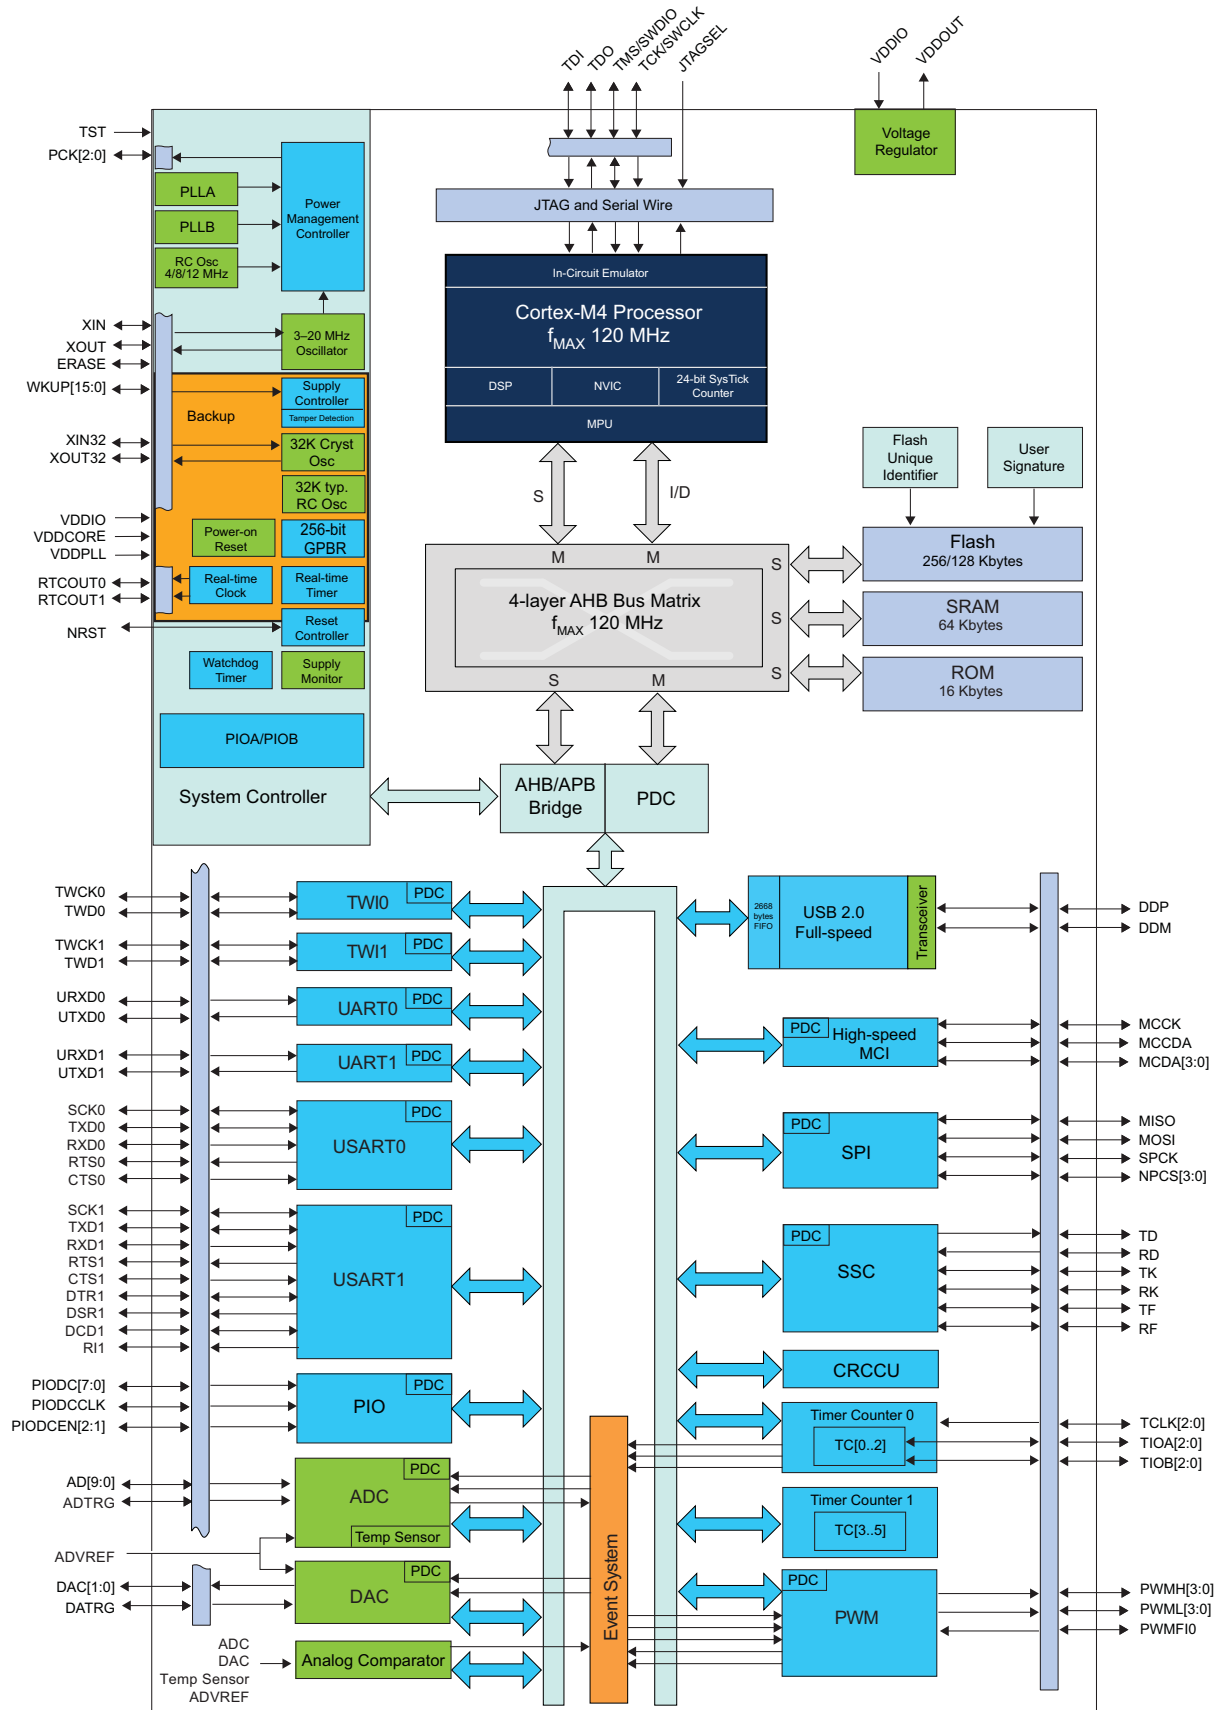 TDI
TDO
TMS/SWDIO
TCK/SWCLK
JTAGSEL
VDDIO
VDDOUT
TST
PCK[2:0]
PLLA
PLLB
RC Osc
4/8/12 MHz
Power
Management
Controller
Voltage
Regulator
JTAG and Serial Wire
In-Circuit Emulator
Cortex-M4 Processor
fMAX 120 MHz
DSP
NVIC
24-bit SysTick
Counter
MPU
XIN
XOUT
ERASE
WKUP[15:0]
3–20 MHz
Oscillator
Backup
Supply
Controller
Tamper Detection
XIN32
XOUT32
32K Cryst
Osc
32K typ.
RC Osc
VDDIO
VDDCORE
VDDPLL
Power-on
Reset
256-bit
GPBR
RTCOUT0
RTCOUT1
Real-time
Clock
Real-time
Timer
NRST
Reset
Controller
Watchdog
Timer
Supply
Monitor
PIOA/PIOB
System Controller
S
I/D
M
M
4-layer AHB Bus Matrix
fMAX 120 MHz
S
S
S
S
M
Flash
Unique
Identifier
User
Signature
Flash
256/128 Kbytes
SRAM
64 Kbytes
ROM
16 Kbytes
AHB/APB
Bridge
PDC
TWCK0
TWD0
PDC
TWI0
TWCK1
TWD1
PDC
TWI1
URXD0
UTXD0
PDC
UART0
URXD1
UTXD1
PDC
UART1
SCK0
TXD0
RXD0
RTS0
CTS0
PDC
USART0
SCK1
TXD1
RXD1
RTS1
CTS1
DTR1
DSR1
DCD1
RI1
PDC
USART1
PIODC[7:0]
PIODCCLK
PIODCEN[2:1]
PDC
PIO
AD[9:0]
ADTRG
PDC
ADC
Temp Sensor
ADVREF
DAC[1:0]
DATRG
PDC
DAC
ADC
DAC
Temp Sensor
ADVREF
Analog Comparator
Event System
2668
bytes
FIFO
USB 2.0
Full-speed
Transceiver
DDP
DDM
PDC
High-speed
MCI
MCCK
MCCDA
MCDA[3:0]
PDC
SPI
MISO
MOSI
SPCK
NPCS[3:0]
PDC
SSC
TD
RD
TK
RK
TF
RF
CRCCU
Timer Counter 0
TC[0..2]
TCLK[2:0]
TIOA[2:0]
TIOB[2:0]
Timer Counter 1
TC[3..5]
PDC
PWM
PWMH[3:0]
PWML[3:0]
PWMFI0